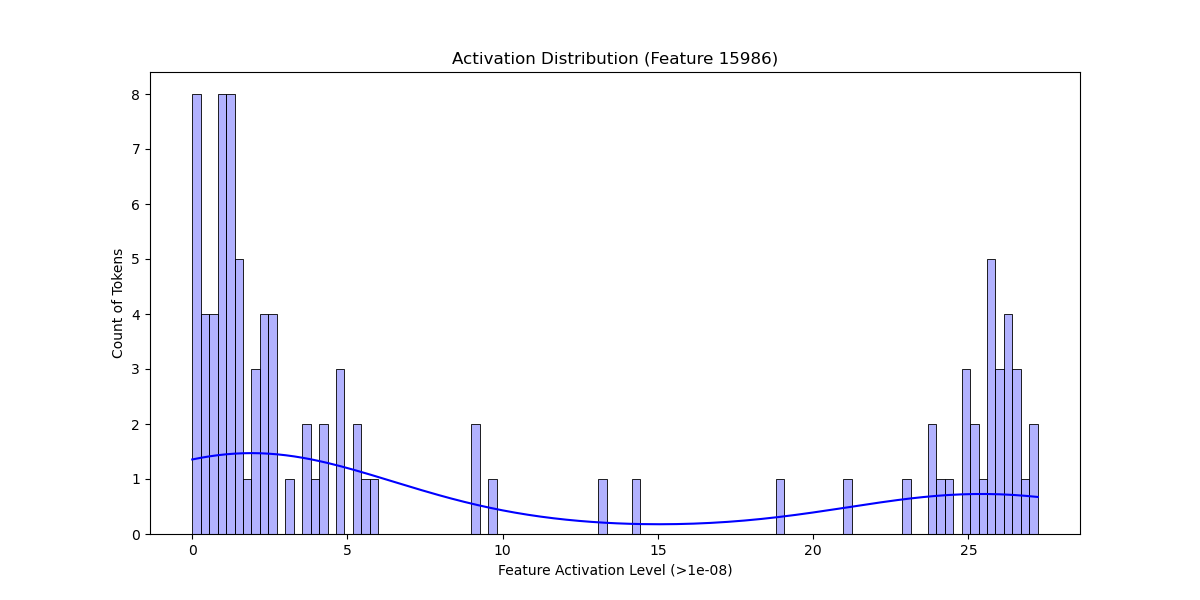 Activation Distribution (Feature 15986)
8
7
6
5
4
3
2
1
0
Count of Tokens
0 5 10 15 20 25
Feature Activation Level (>1e-08)